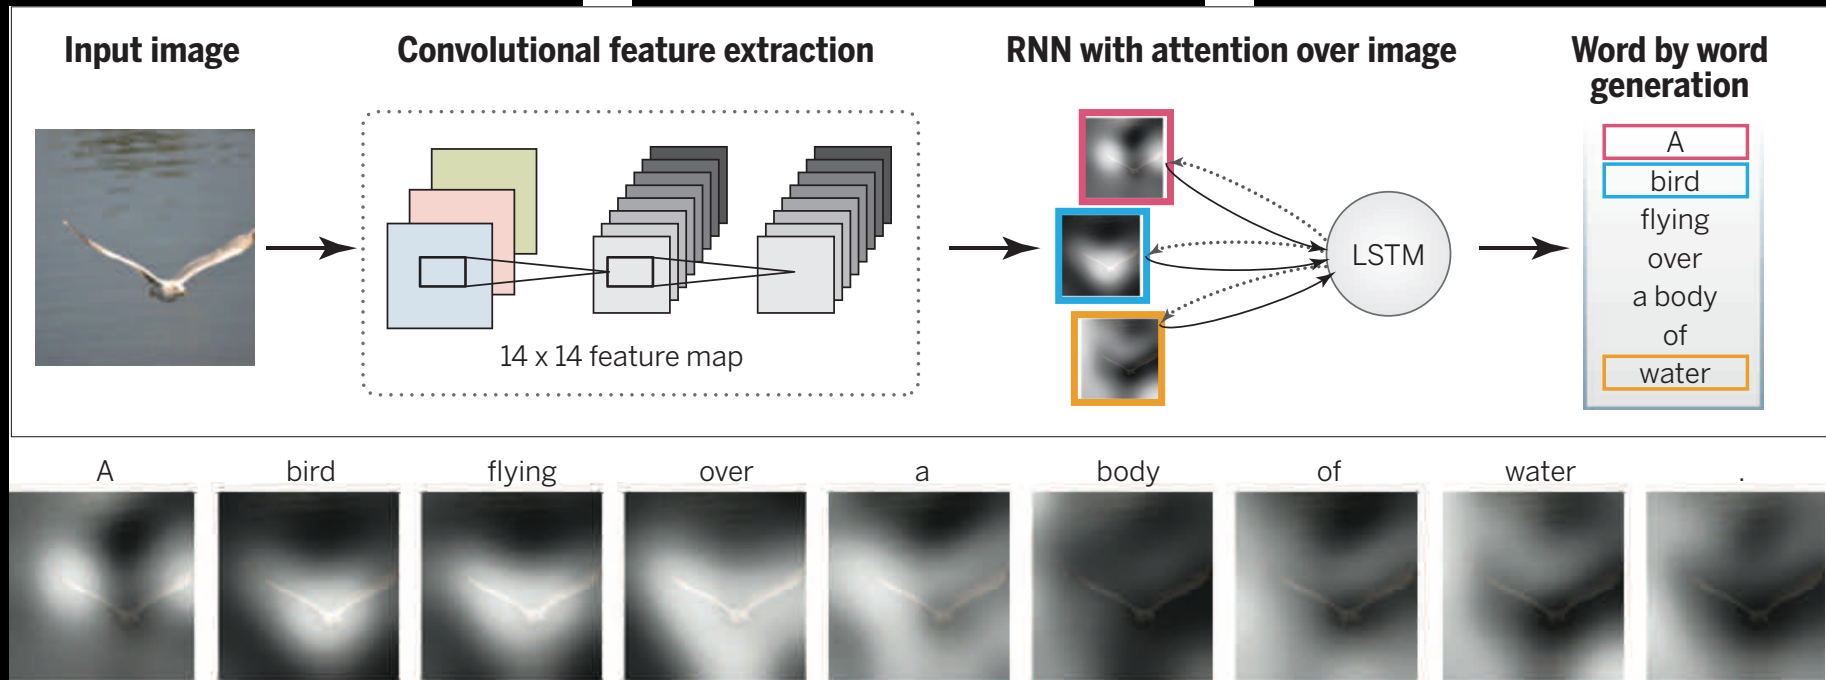 Input image
Convolutional feature extraction
RNN with attention over image
Word by word
generation
14 x 14 feature map
LSTM
A
bird
flying
over
a body
of
water
A bird flying over a body of water .